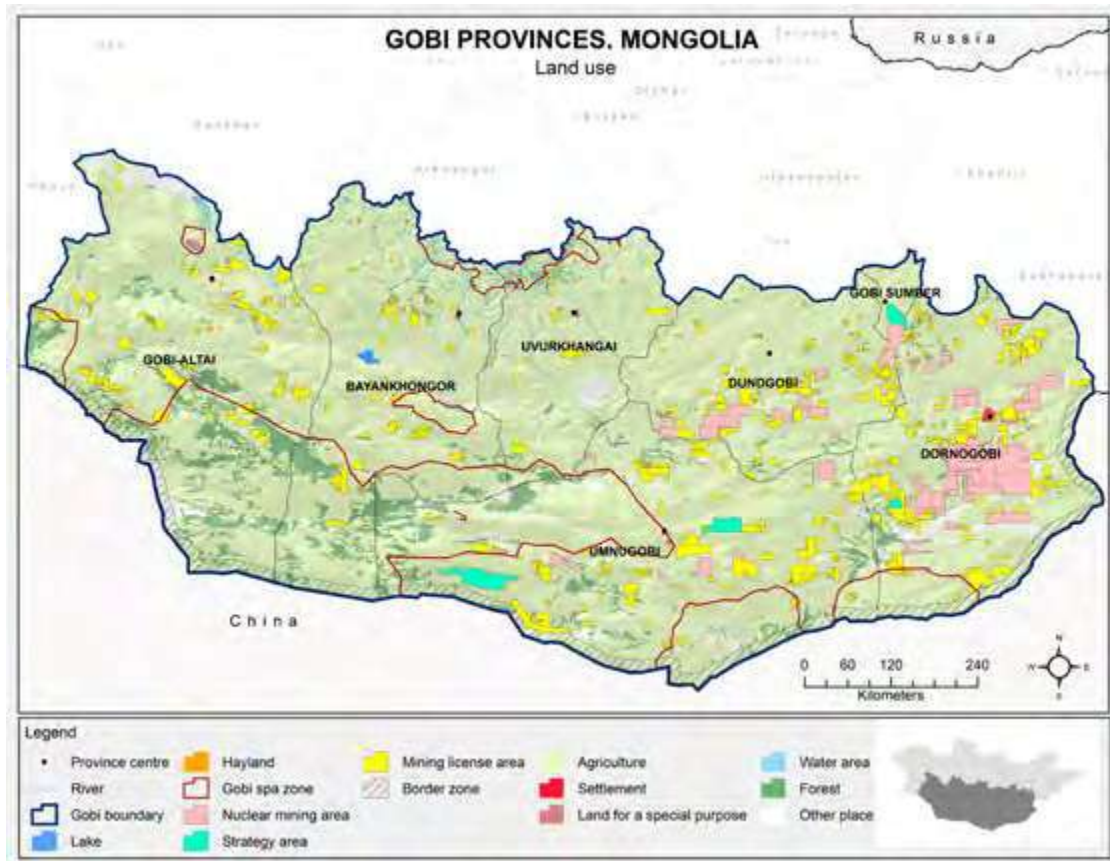 GOBI PROVINCES. MONGOLIA
Land use
Russia
GOBI SUMBER
GOBI-ALTAI
UVURKHANGAI
BAYANKHONGOR
DUNDGOBI
DORNOGOBI
UMNUGOBI
China
N
W
E
S
0 60 120 240
Kilometers
Legend
Province centre
Hayland
Mining license area
Agriculture
Water area
River
Gobi spa zone
Border zone
Settlement
Forest
Gobi boundary
Nuclear mining area
Land for a special purpose
Other place
Lake
Strategy area